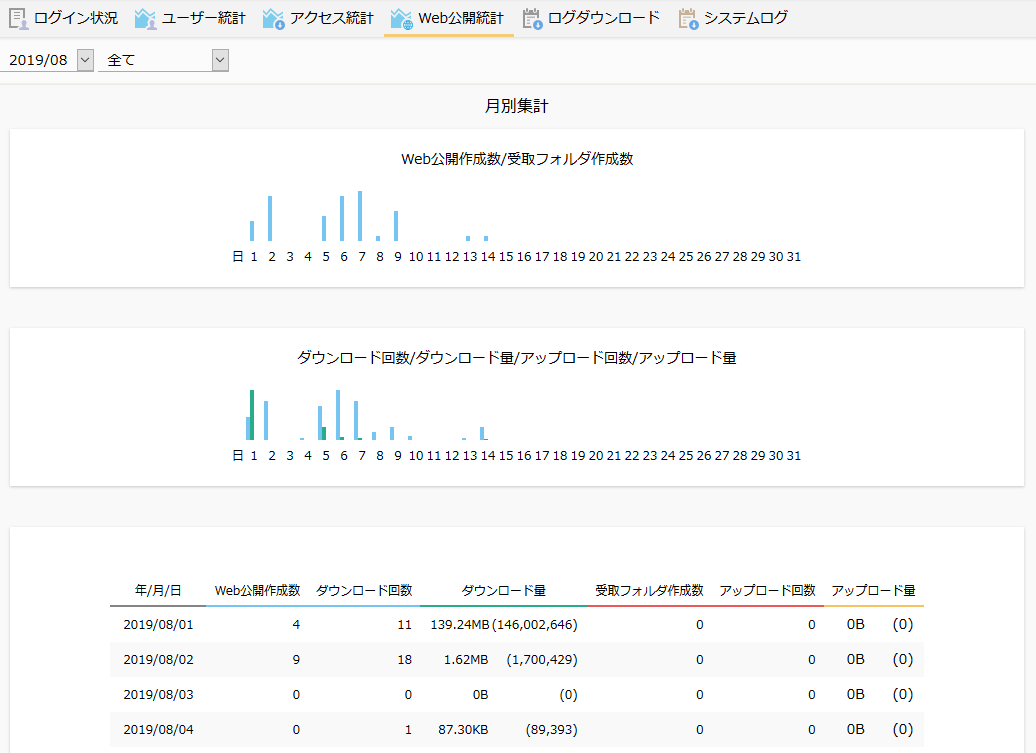 ログイン状況 ユーザー統計 アクセス統計 Web公開統計 ログダウンロード システムログ
2019/08 全て
月別集計
Web公開作成数/受取フォルダ作成数
日 1 2 3 4 5 6 7 8 9 10 11 12 13 14 15 16 17 18 19 20 21 22 23 24 25 26 27 28 29 30 31
ダウンロード回数/ダウンロード量/アップロード回数/アップロード量
日 1 2 3 4 5 6 7 8 9 10 11 12 13 14 15 16 17 18 19 20 21 22 23 24 25 26 27 28 29 30 31
年/月/日 Web公開作成数 ダウンロード回数 ダウンロード量 受取フォルダ作成数 アップロード回数 アップロード量
2019/08/01 4 11 139.24MB (146,002,646) 0 0 0B (0)
2019/08/02 9 18 1.62MB (1,700,429) 0 0 0B (0)
2019/08/03 0 0 0B (0) 0 0 0B (0)
2019/08/04 0 1 87.30KB (89,393) 0 0 0B (0)